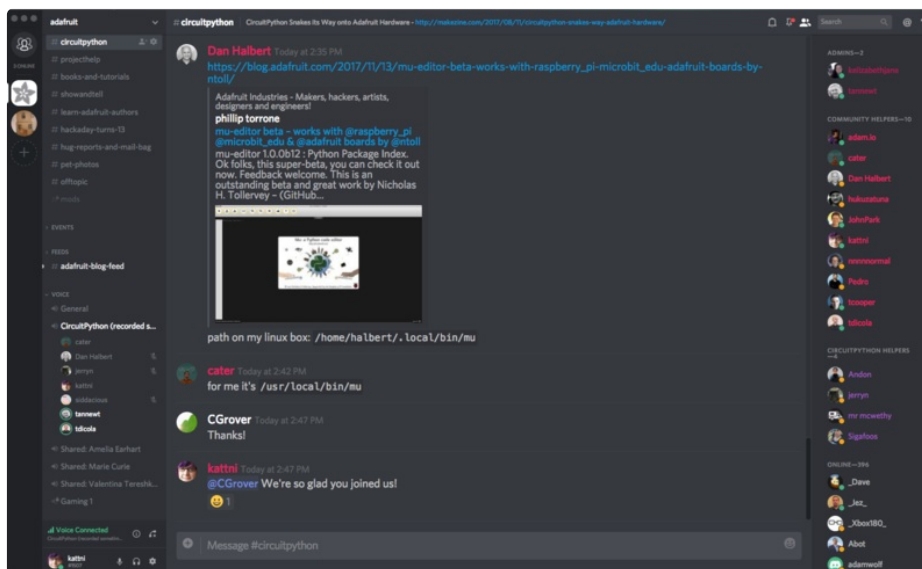 adafruit
# circuitpython
CircuitPython Snakes Its Way onto Adafruit Hardware - http://makezine.com/2017/08/11/circuitpython-snakes-way-adafruit-hardware/
Search
# circuitpython
# projecthelp
# books-and-tutorials
# showandtell
# learn-adafruit-authors
# hackaday-turns-13
# hug-reports-and-mail-bag
# pet-photos
# offtopic
mods
EVENTS
FEEDS
# adafruit-blog-feed
VOICE
General
CircuitPython (recorded s...
cater
Dan Halbert
jerryn
kattni
siddacious
tannewt
tdicola
Shared: Amelia Earhart
Shared: Marie Curie
Shared: Valentina Tereshk...
Gaming 1
Voice Connected
kattni
Dan Halbert Today at 2:35 PM
https://blog.adafruit.com/2017/11/13/mu-editor-beta-works-with-raspberry_pi-microbit_edu-adafruit-boards-by-
ntoll/
Adafruit Industries - Makers, hackers, artists,
designers and engineers!
phillip torrone
mu-editor beta – works with @raspberry_pi
@microbit_edu & @adafruit boards by @ntoll
mu-editor 1.0.0b12 : Python Package Index.
Ok folks, this super-beta, you can check it out
now. Feedback welcome. This is an
outstanding beta and great work by Nicholas
H. Tollervey – (GitHub...
path on my linux box: /home/halbert/.local/bin/mu
cater Today at 2:42 PM
for me it's /usr/local/bin/mu
CGrover Today at 2:47 PM
Thanks!
kattni Today at 2:47 PM
@CGrover We're so glad you joined us!
1
Message #circuitpython
ADMINS—2
tannewt
COMMUNITY HELPERS—10
adam.io
cater
Dan Halbert
hukuzatuna
JohnPark
kattni
nnnnnormal
Pedro
tcooper
tdicola
CIRCUITPYTHON HELPERS
—4
Andon
jerryn
mr mcwethy
Sigafoos
ONLINE—396
_Dave
_Jez_
_Xbox180_
Abot
adamwolf